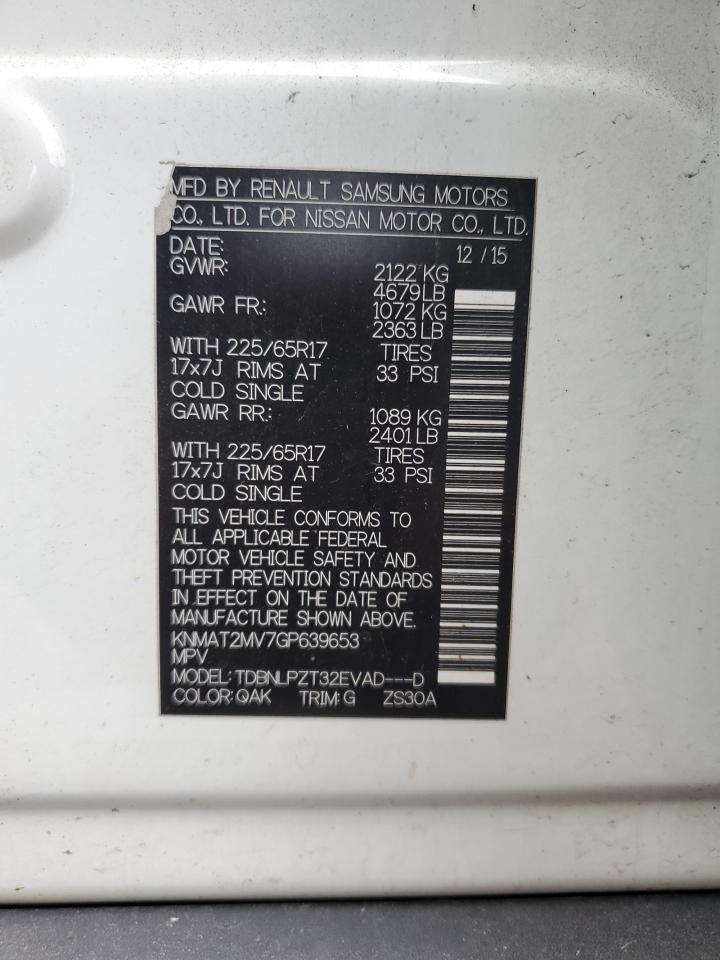 MFD BY RENAULT SAMSUNG MOTORS
CO., LTD. FOR NISSAN MOTOR CO., LTD.
DATE: 12 / 15
GVWR: 2122 KG
4679 LB
GAWR FR: 1072 KG
2363 LB
WITH 225/65R17 TIRES
17x7J RIMS AT 33 PSI
COLD SINGLE
GAWR RR: 1089 KG
2401 LB
WITH 225/65R17 TIRES
17x7J RIMS AT 33 PSI
COLD SINGLE
THIS VEHICLE CONFORMS TO
ALL APPLICABLE FEDERAL
MOTOR VEHICLE SAFETY AND
THEFT PREVENTION STANDARDS
IN EFFECT ON THE DATE OF
MANUFACTURE SHOWN ABOVE.
KNMAT2MV7GP639653
MPV
MODEL: TDBNLPZT32EVAD---D
COLOR: QAK TRIM: G ZS30A